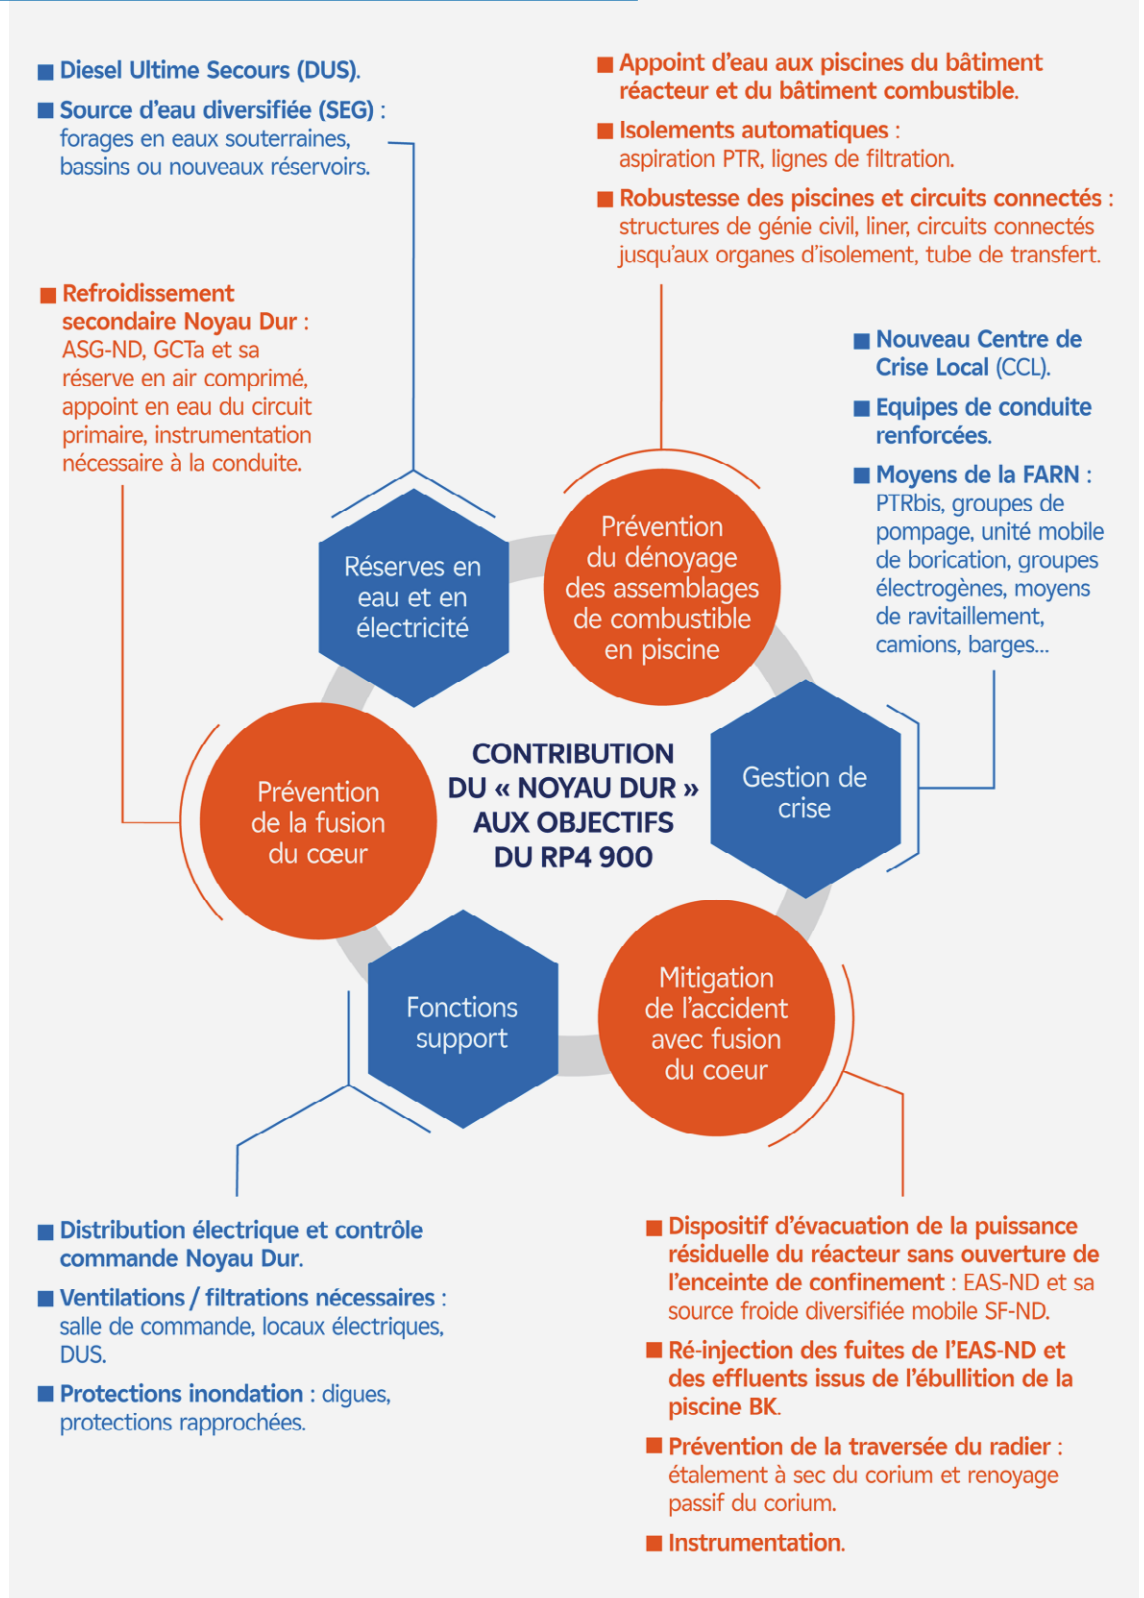 ■ Diesel Ultime Secours (DUS).
■ Source d'eau diversifiée (SEG) :
forages en eaux souterraines,
bassins ou nouveaux réservoirs.
■ Appoint d'eau aux piscines du bâtiment
réacteur et du bâtiment combustible.
■ Isolements automatiques :
aspiration PTR, lignes de filtration.
■ Robustesse des piscines et circuits connectés :
structures de génie civil, liner, circuits connectés
jusqu'aux organes d'isolement, tube de transfert.
■ Refroidissement
secondaire Noyau Dur :
ASG-ND, GCTa et sa
réserve en air comprimé,
appoint en eau du circuit
primaire, instrumentation
nécessaire à la conduite.
■ Nouveau Centre de
Crise Local (CCL).
■ Equipes de conduite
renforcées.
■ Moyens de la FARN :
PTRbis, groupes de
pompage, unité mobile
de borication, groupes
électrogènes, moyens
de ravitaillement,
camions, barges...
Réserves en
eau et en
électricité
Prévention
du dénoyage
des assemblages
de combustible
en piscine
Prévention
de la fusion
du cœur
CONTRIBUTION
DU « NOYAU DUR »
AUX OBJECTIFS
DU RP4 900
Gestion de
crise
Fonctions
support
Mitigation
de l'accident
avec fusion
du coeur
■ Distribution électrique et contrôle
commande Noyau Dur.
■ Ventilations / filtrations nécessaires :
salle de commande, locaux électriques,
DUS.
■ Protections inondation : digues,
protections rapprochées.
■ Dispositif d'évacuation de la puissance
résiduelle du réacteur sans ouverture de
l'enceinte de confinement : EAS-ND et sa
source froide diversifiée mobile SF-ND.
■ Ré-injection des fuites de l'EAS-ND et
des effluents issus de l'ébullition de la
piscine BK.
■ Prévention de la traversée du radier :
étalement à sec du corium et renoyage
passif du corium.
■ Instrumentation.